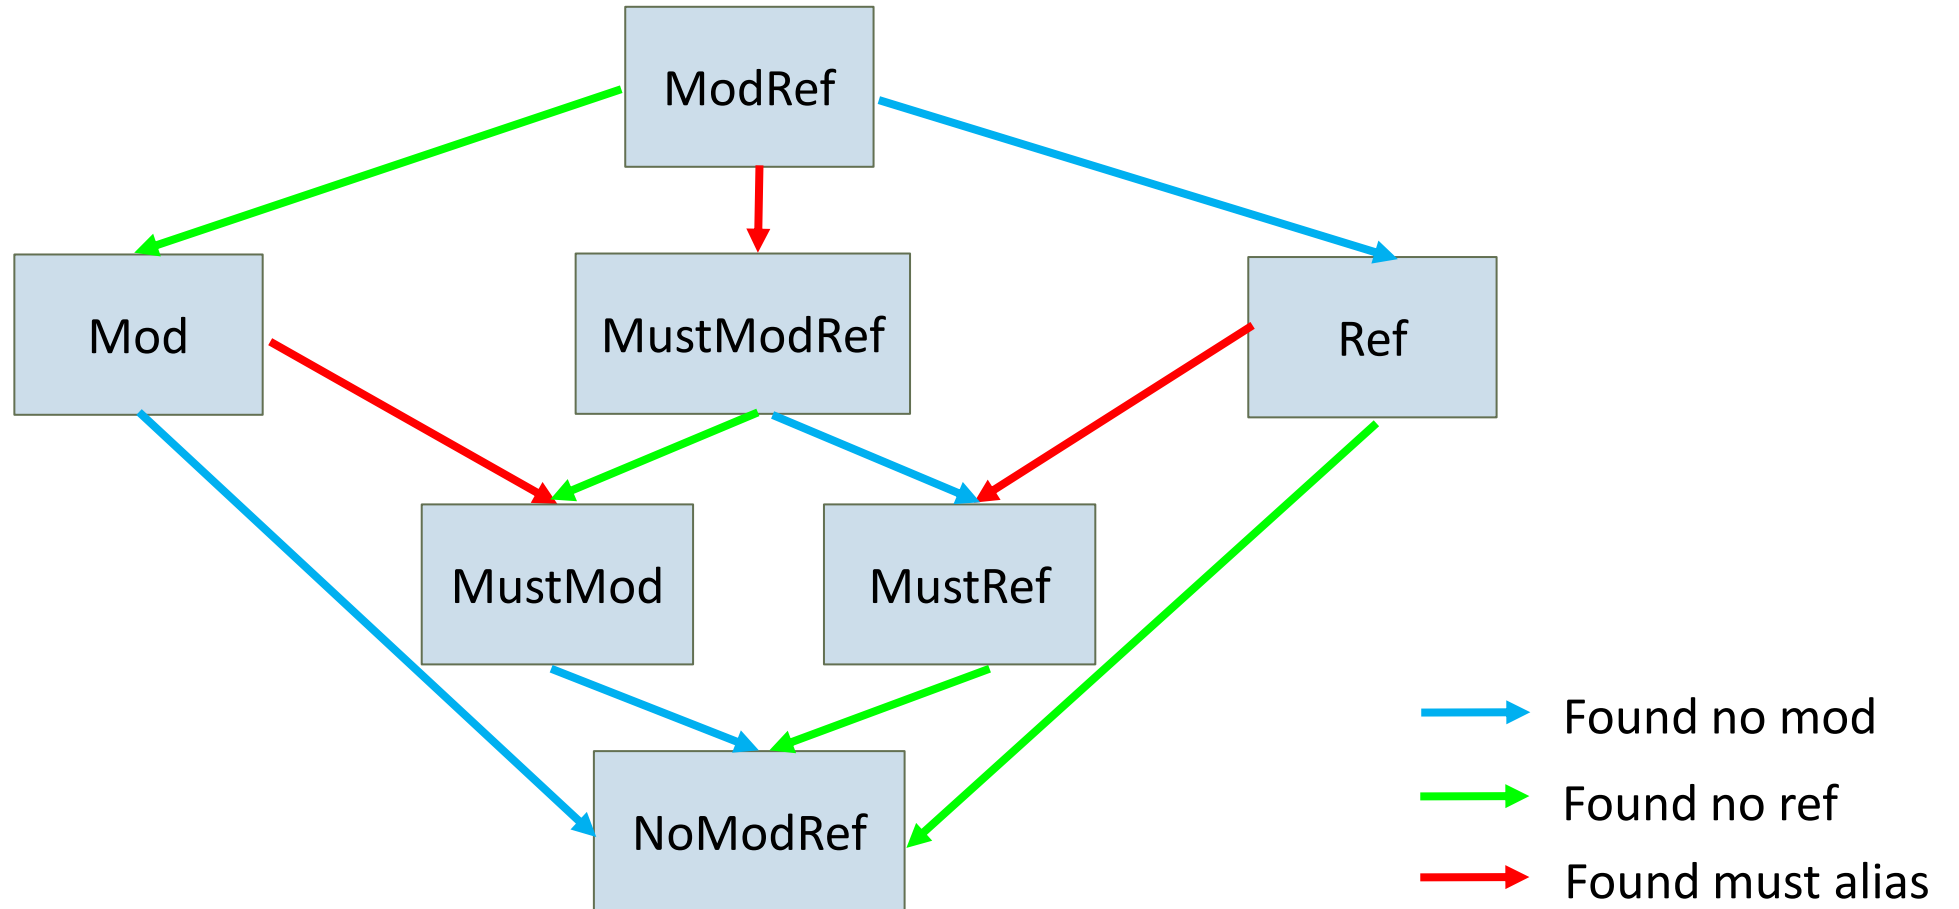 ModRef
Mod
MustModRef
Ref
MustMod
MustRef
NoModRef
Found no mod
Found no ref
Found must alias